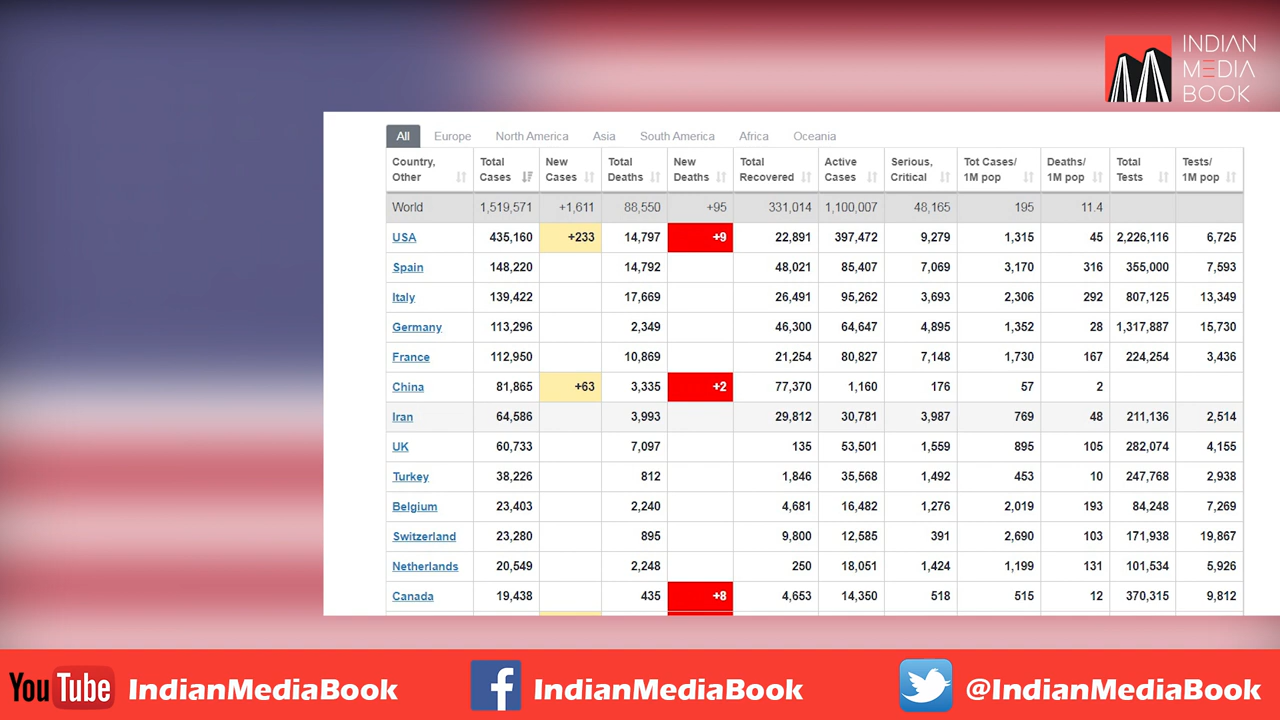 INDIAN
MEDIA
BOOK
All Europe North America Asia South America Africa Oceania
Country, Other Total Cases New Cases Total Deaths New Deaths Total Recovered Active Cases Serious, Critical Tot Cases/ 1M pop Deaths/ 1M pop Total Tests Tests/ 1M pop
World 1,519,571 +1,611 88,550 +95 331,014 1,100,007 48,165 195 11.4
USA 435,160 +233 14,797 +9 22,891 397,472 9,279 1,315 45 2,226,116 6,725
Spain 148,220 14,792 48,021 85,407 7,069 3,170 316 355,000 7,593
Italy 139,422 17,669 26,491 95,262 3,693 2,306 292 807,125 13,349
Germany 113,296 2,349 46,300 64,647 4,895 1,352 28 1,317,887 15,730
France 112,950 10,869 21,254 80,827 7,148 1,730 167 224,254 3,436
China 81,865 +63 3,335 +2 77,370 1,160 176 57 2
Iran 64,586 3,993 29,812 30,781 3,987 769 48 211,136 2,514
UK 60,733 7,097 135 53,501 1,559 895 105 282,074 4,155
Turkey 38,226 812 1,846 35,568 1,492 453 10 247,768 2,938
Belgium 23,403 2,240 4,681 16,482 1,276 2,019 193 84,248 7,269
Switzerland 23,280 895 9,800 12,585 391 2,690 103 171,938 19,867
Netherlands 20,549 2,248 250 18,051 1,424 1,199 131 101,534 5,926
Canada 19,438 435 +8 4,653 14,350 518 515 12 370,315 9,812
YouTube IndianMediaBook f IndianMediaBook @IndianMediaBook